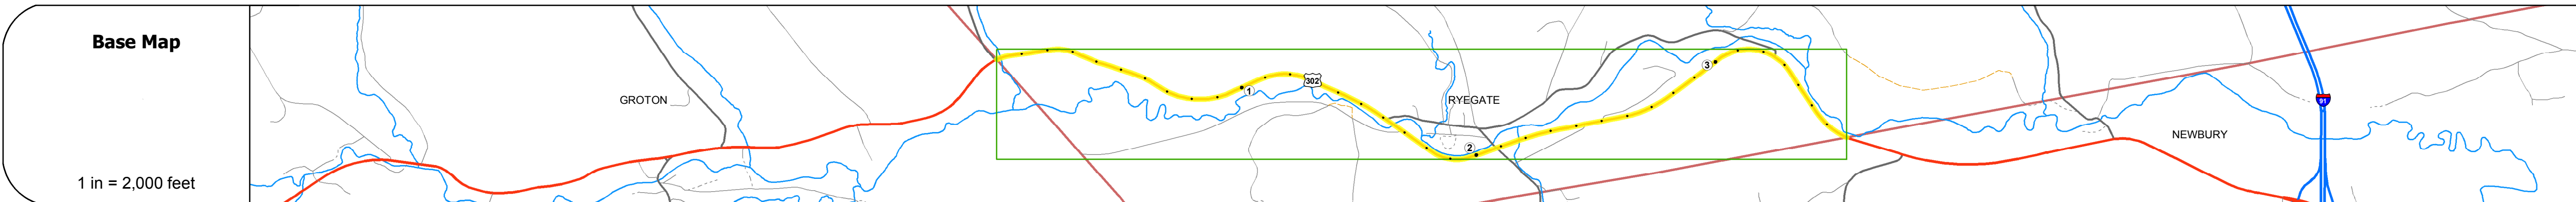 Base Map
1 in = 2,000 feet
GROTON
1
302
RYEGATE
2
3
NEWBURY
91